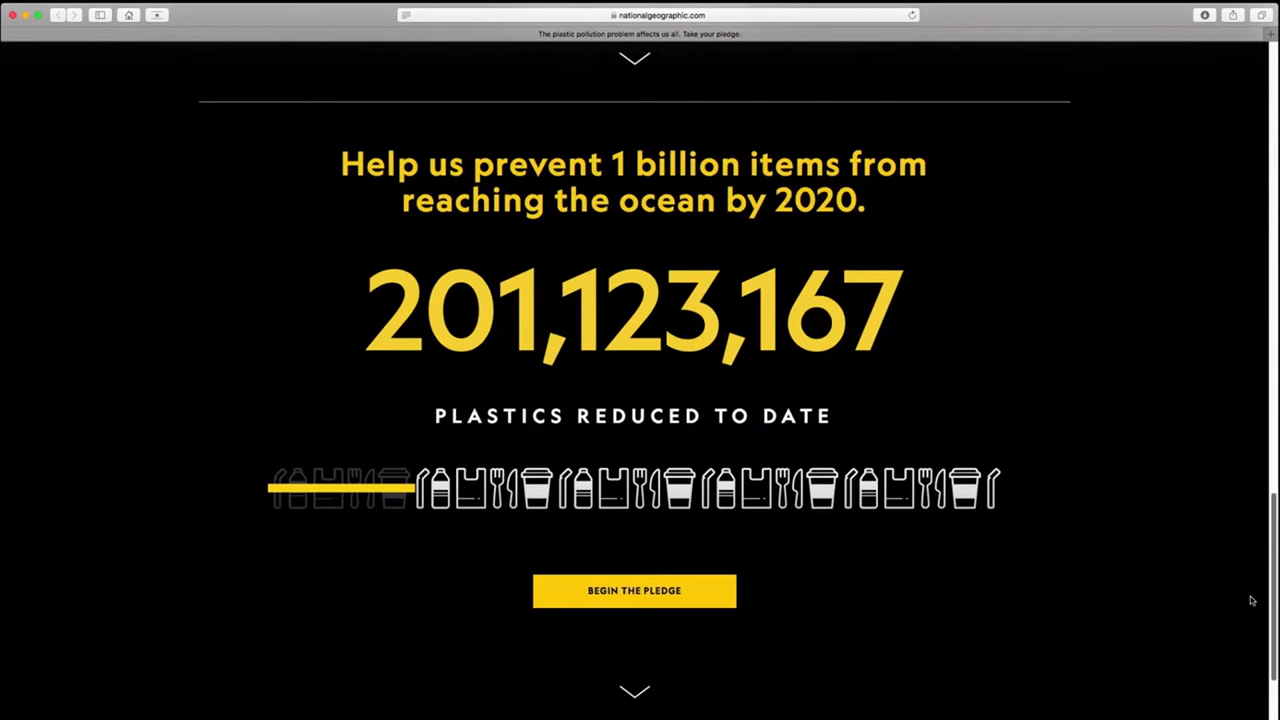 nationalgeographic.com
The plastic pollution problem affects us all. Take your pledge.
Help us prevent 1 billion items from
reaching the ocean by 2020.
201,123,167
PLASTICS REDUCED TO DATE
BEGIN THE PLEDGE